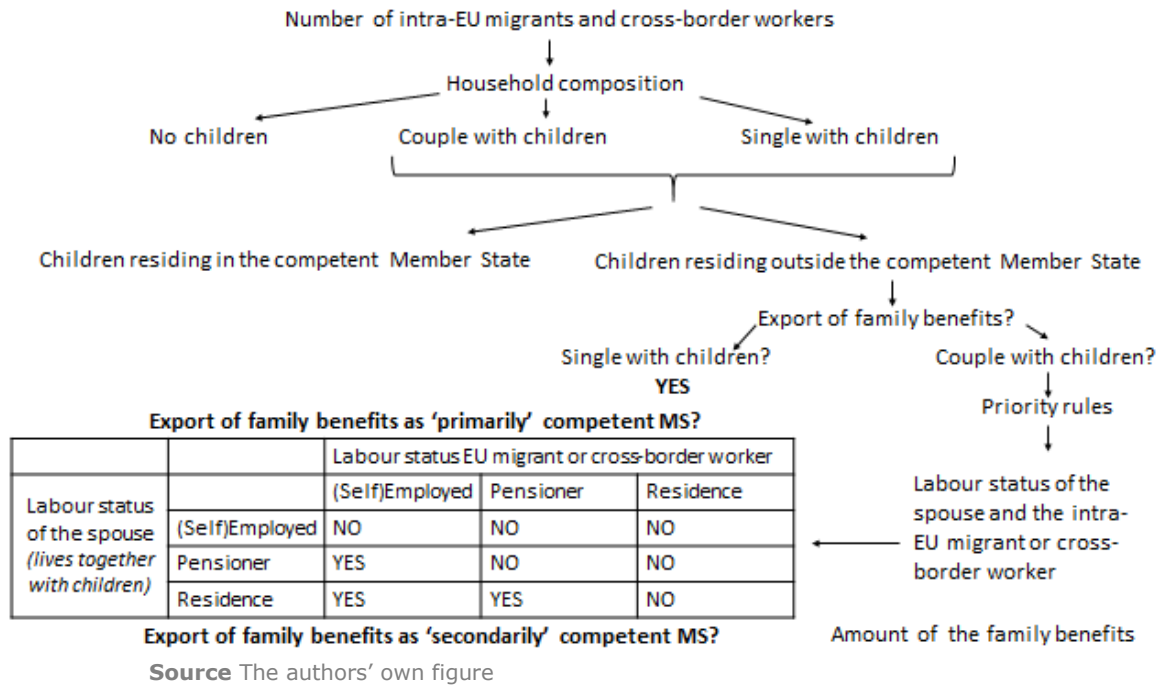 Number of intra-EU migrants and cross-border workers
Household composition
No children
Couple with children
Single with children
Children residing in the competent Member State
Children residing outside the competent Member State
Export of family benefits?
Single with children?
Couple with children?
YES
Priority rules
Export of family benefits as 'primarily' competent MS?
Labour status EU migrant or cross-border worker
(Self)Employed Pensioner Residence
Labour status
of the spouse
(lives together
with children)
(Self)Employed NO NO NO
Pensioner YES NO NO
Residence YES YES NO
Labour status of the
spouse and the intra-
EU migrant or cross-
border worker
Export of family benefits as 'secondarily' competent MS?
Amount of the family benefits
Source The authors' own figure